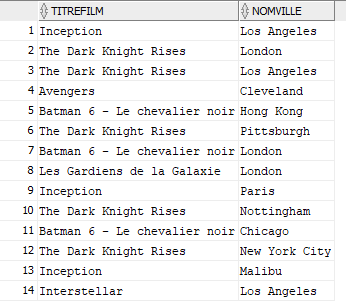 TITREFILM NOMVILLE
1 Inception Los Angeles
2 The Dark Knight Rises London
3 The Dark Knight Rises Los Angeles
4 Avengers Cleveland
5 Batman 6 - Le chevalier noir Hong Kong
6 The Dark Knight Rises Pittsburgh
7 Batman 6 - Le chevalier noir London
8 Les Gardiens de la Galaxie London
9 Inception Paris
10 The Dark Knight Rises Nottingham
11 Batman 6 - Le chevalier noir Chicago
12 The Dark Knight Rises New York City
13 Inception Malibu
14 Interstellar Los Angeles